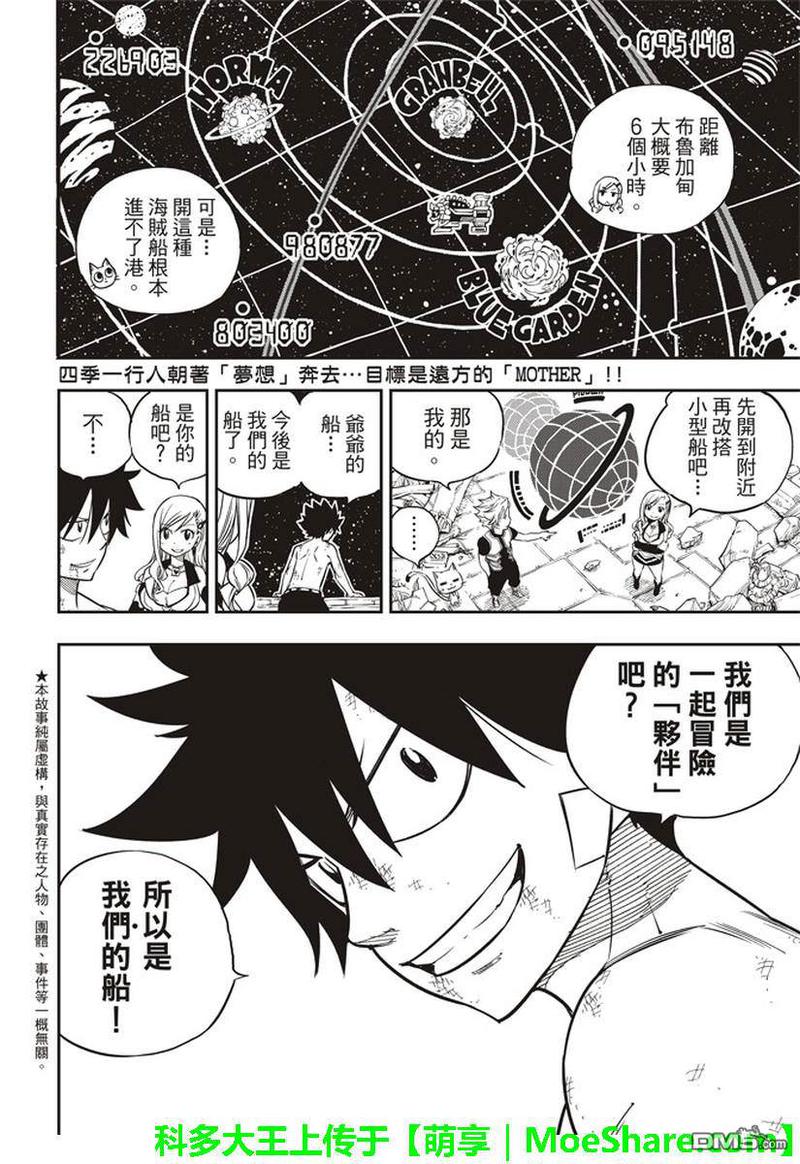 226903
NORMA
GRANBELL
095148
距離
布魯加甸
大概要
6個小時。
可是…
開這種
海賊船根本
進不了港。
980877
BLUE GARDEN
803400
四季一行人朝著「夢想」奔去…目標是遠方的「MOTHER」!!
先開到附近
再改搭
小型船吧…
那是
我的。
…
爺爺的
船…
今後是
我們的
船了。
是你的
船吧?
不…
我們是
一起冒險
的「夥伴」
吧?
所以是
我們的船!
★本故事純屬虛構,與真實存在之人物、團體、事件等一概無關。
科多大王上传于【萌享|MoeShare
DM5